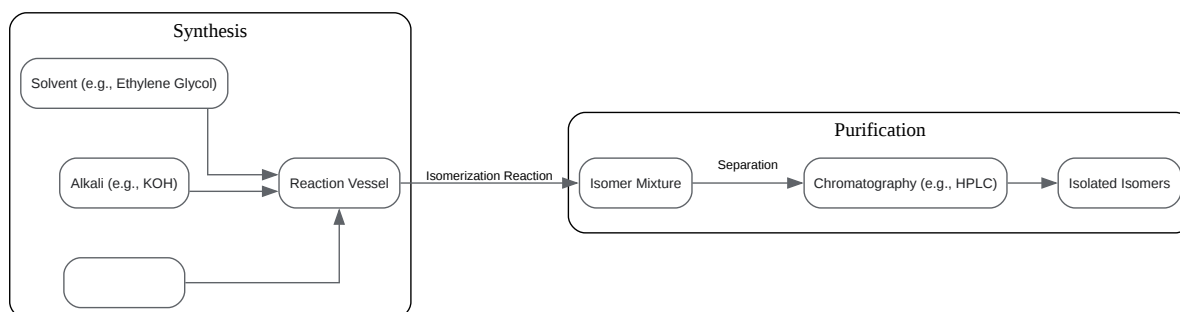 Synthesis
Solvent (e.g., Ethylene Glycol)
Alkali (e.g., KOH)
Reaction Vessel
Isomerization Reaction
Purification
Isomer Mixture
Separation
Chromatography (e.g., HPLC)
Isolated Isomers